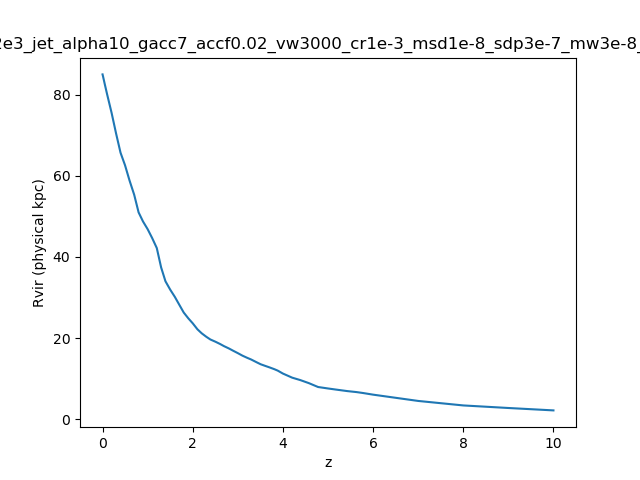 2e3_jet_alpha10_gacc7_accf0.02_vw3000_cr1e-3_msd1e-8_sdp3e-7_mw3e-8_
80
60
40
20
0
Rvir (physical kpc)
0 2 4 6 8 10
z